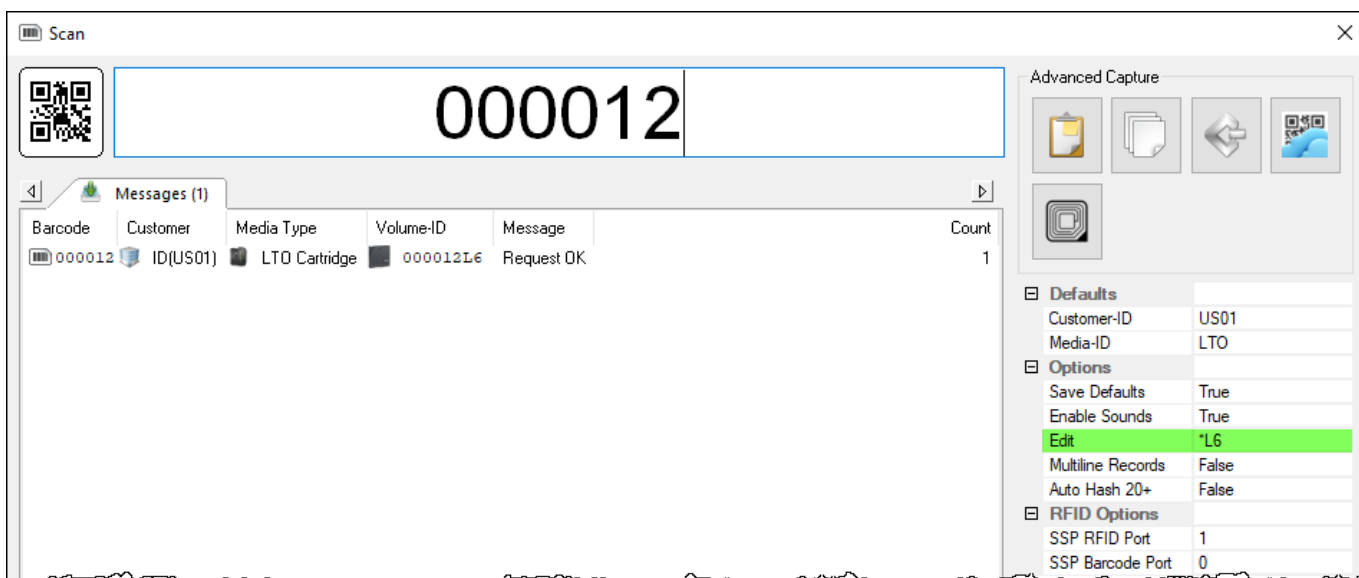 Scan
000012
Messages (1)
Barcode Customer Media Type Volume-ID Message Count
000012 ID(US01) LTO Cartridge 000012L6 Request OK 1
Advanced Capture
Defaults
Customer-ID US01
Media-ID LTO
Options
Save Defaults True
Enable Sounds True
Edit *L6
Multiline Records False
Auto Hash 20+ False
RFID Options
SSP RFID Port 1
SSP Barcode Port 0